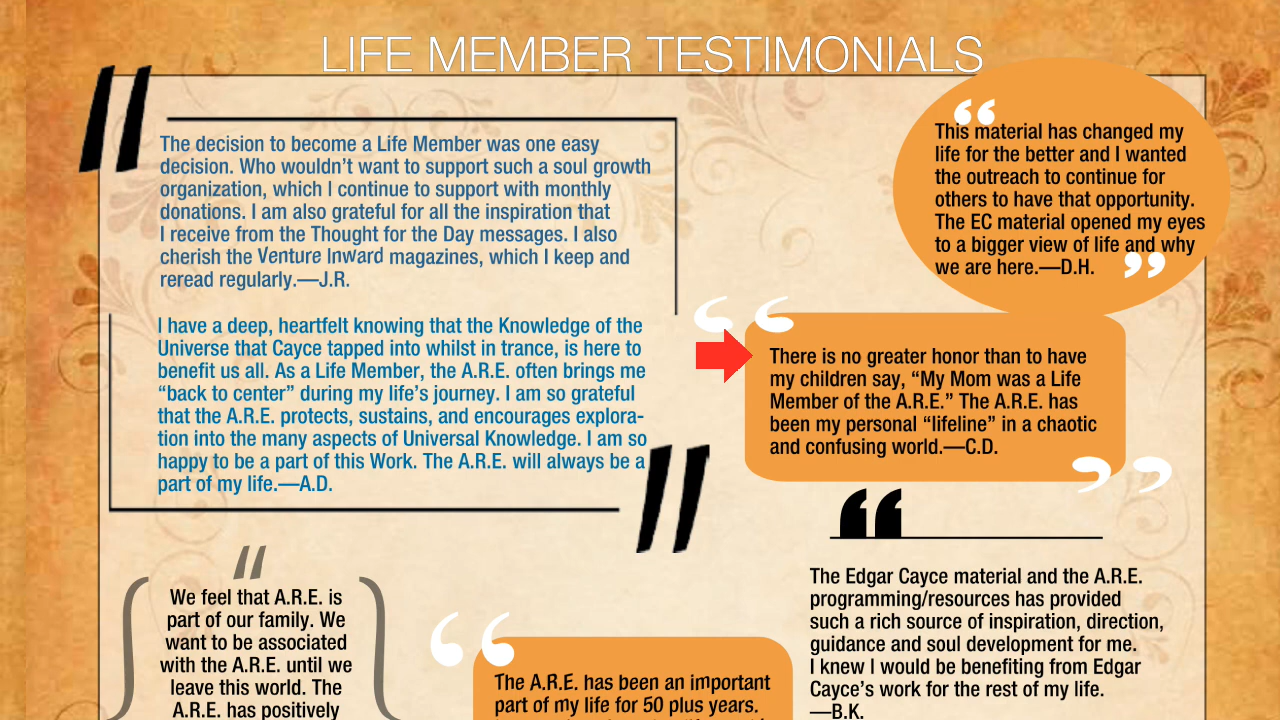 LIFE MEMBER TESTIMONIALS
The decision to become a Life Member was one easy
decision. Who wouldn’t want to support such a soul growth
organization, which I continue to support with monthly
donations. I am also grateful for all the inspiration that
I receive from the Thought for the Day messages. I also
cherish the Venture Inward magazines, which I keep and
reread regularly.—J.R.
I have a deep, heartfelt knowing that the Knowledge of the
Universe that Cayce tapped into whilst in trance, is here to
benefit us all. As a Life Member, the A.R.E. often brings me
“back to center” during my life’s journey. I am so grateful
that the A.R.E. protects, sustains, and encourages explora-
tion into the many aspects of Universal Knowledge. I am so
happy to be a part of this Work. The A.R.E. will always be a
part of my life.—A.D.
“This material has changed my
life for the better and I wanted
the outreach to continue for
others to have that opportunity.
The EC material opened my eyes
to a bigger view of life and why
we are here.—D.H.”
“There is no greater honor than to have
my children say, “My Mom was a Life
Member of the A.R.E.” The A.R.E. has
been my personal “lifeline” in a chaotic
and confusing world.—C.D.”
“The Edgar Cayce material and the A.R.E.
programming/resources has provided
such a rich source of inspiration, direction,
guidance and soul development for me.
I knew I would be benefiting from Edgar
Cayce’s work for the rest of my life.
—B.K.
“We feel that A.R.E. is
part of our family. We
want to be associated
with the A.R.E. until we
leave this world. The
A.R.E. has positively
“The A.R.E. has been an important
part of my life for 50 plus years.